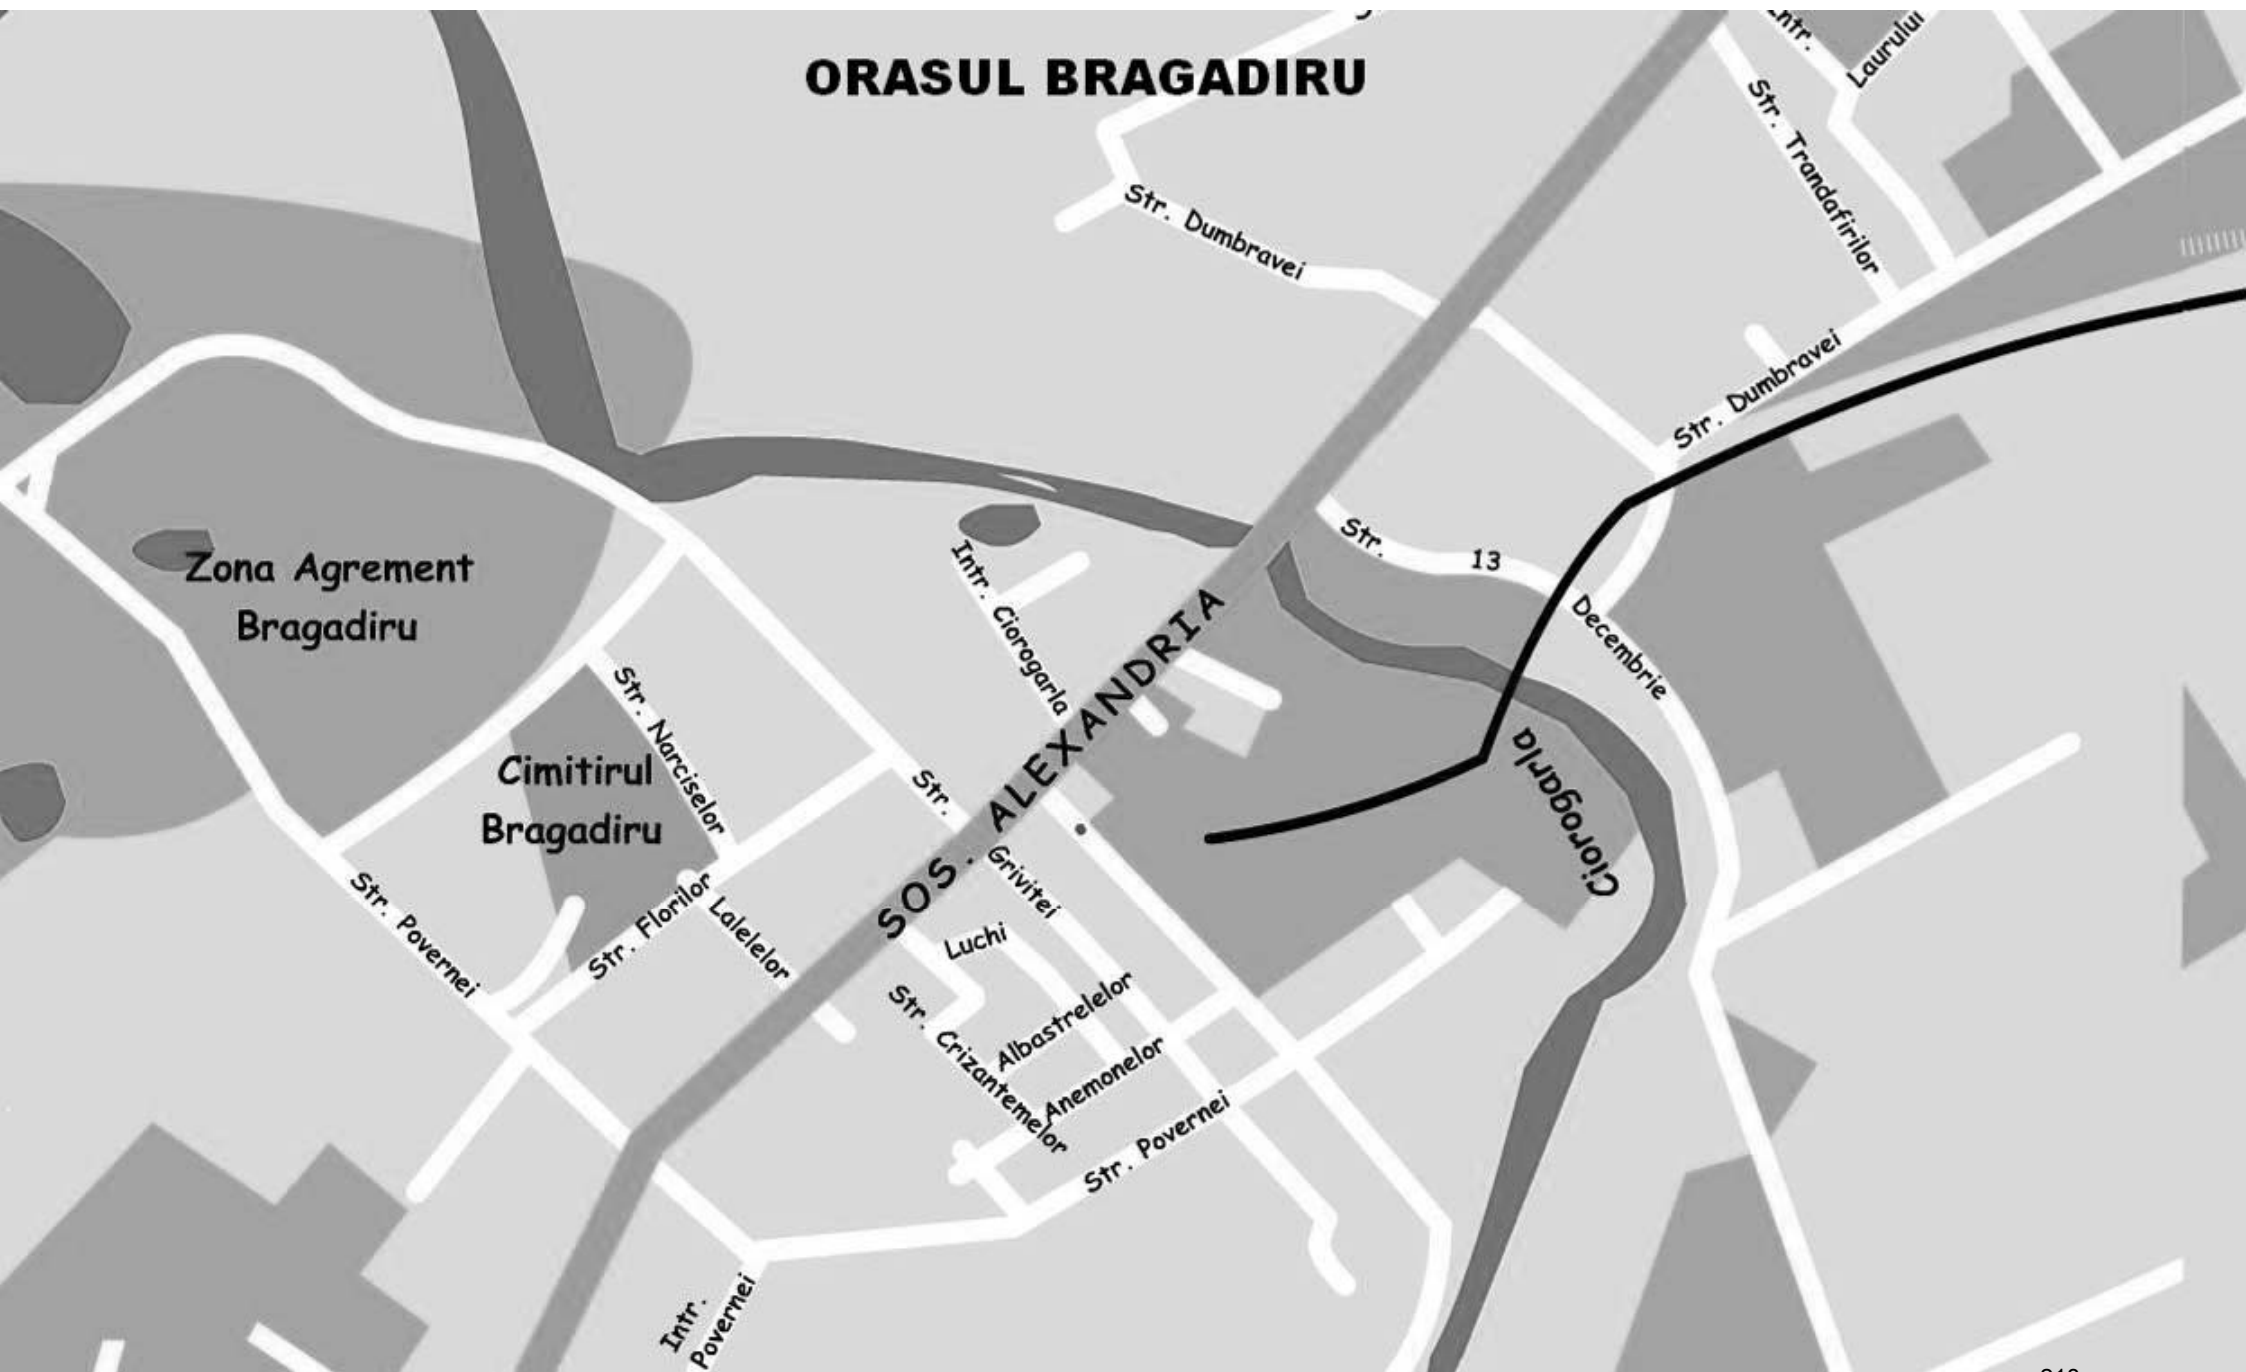 ORASUL BRAGADIRU
Intr.
Laurului
Str. Trandafirilor
Str. Dumbravei
Str. Dumbravei
Zona Agrement
Bragadiru
Str. 13 Decembrie
Intr. Ciorogarla
SOS. ALEXANDRIA
Ciorogarla
Str. Narciselor
Cimitirul
Bragadiru
Str. Grivitei
Str. Povernei
Str. Florilor
Lalelelor
Luchi
Str. Crizantemelor
Albastrelelor
Anemonelor
Str. Povernei
Intr.
Povernei